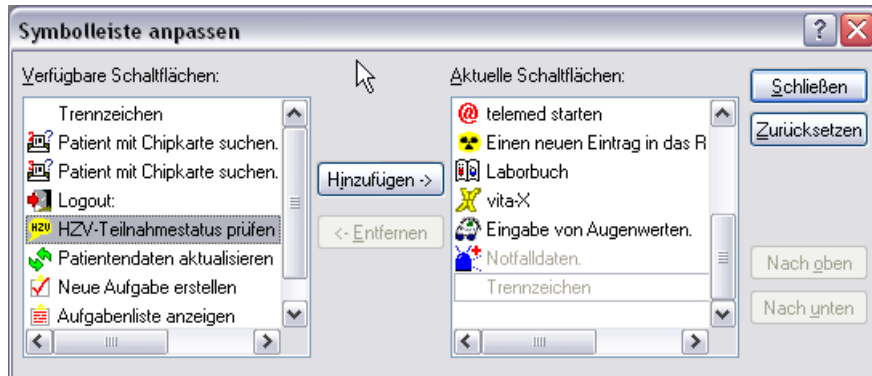 Symbolleiste anpassen
Verfügbare Schaltflächen:
Trennzeichen
Patient mit Chipkarte suchen.
Patient mit Chipkarte suchen.
Logout:
HZV HZV-Teilnahmestatus prüfen
Patientendaten aktualisieren
Neue Aufgabe erstellen
Aufgabenliste anzeigen
Hinzufügen ->
<- Entfernen
Aktuelle Schaltflächen:
@ telemed starten
Einen neuen Eintrag in das R
Laborbuch
vita-X
Eingabe von Augenwerten.
Notfalldaten.
Trennzeichen
Schließen
Zurücksetzen
Nach oben
Nach unten